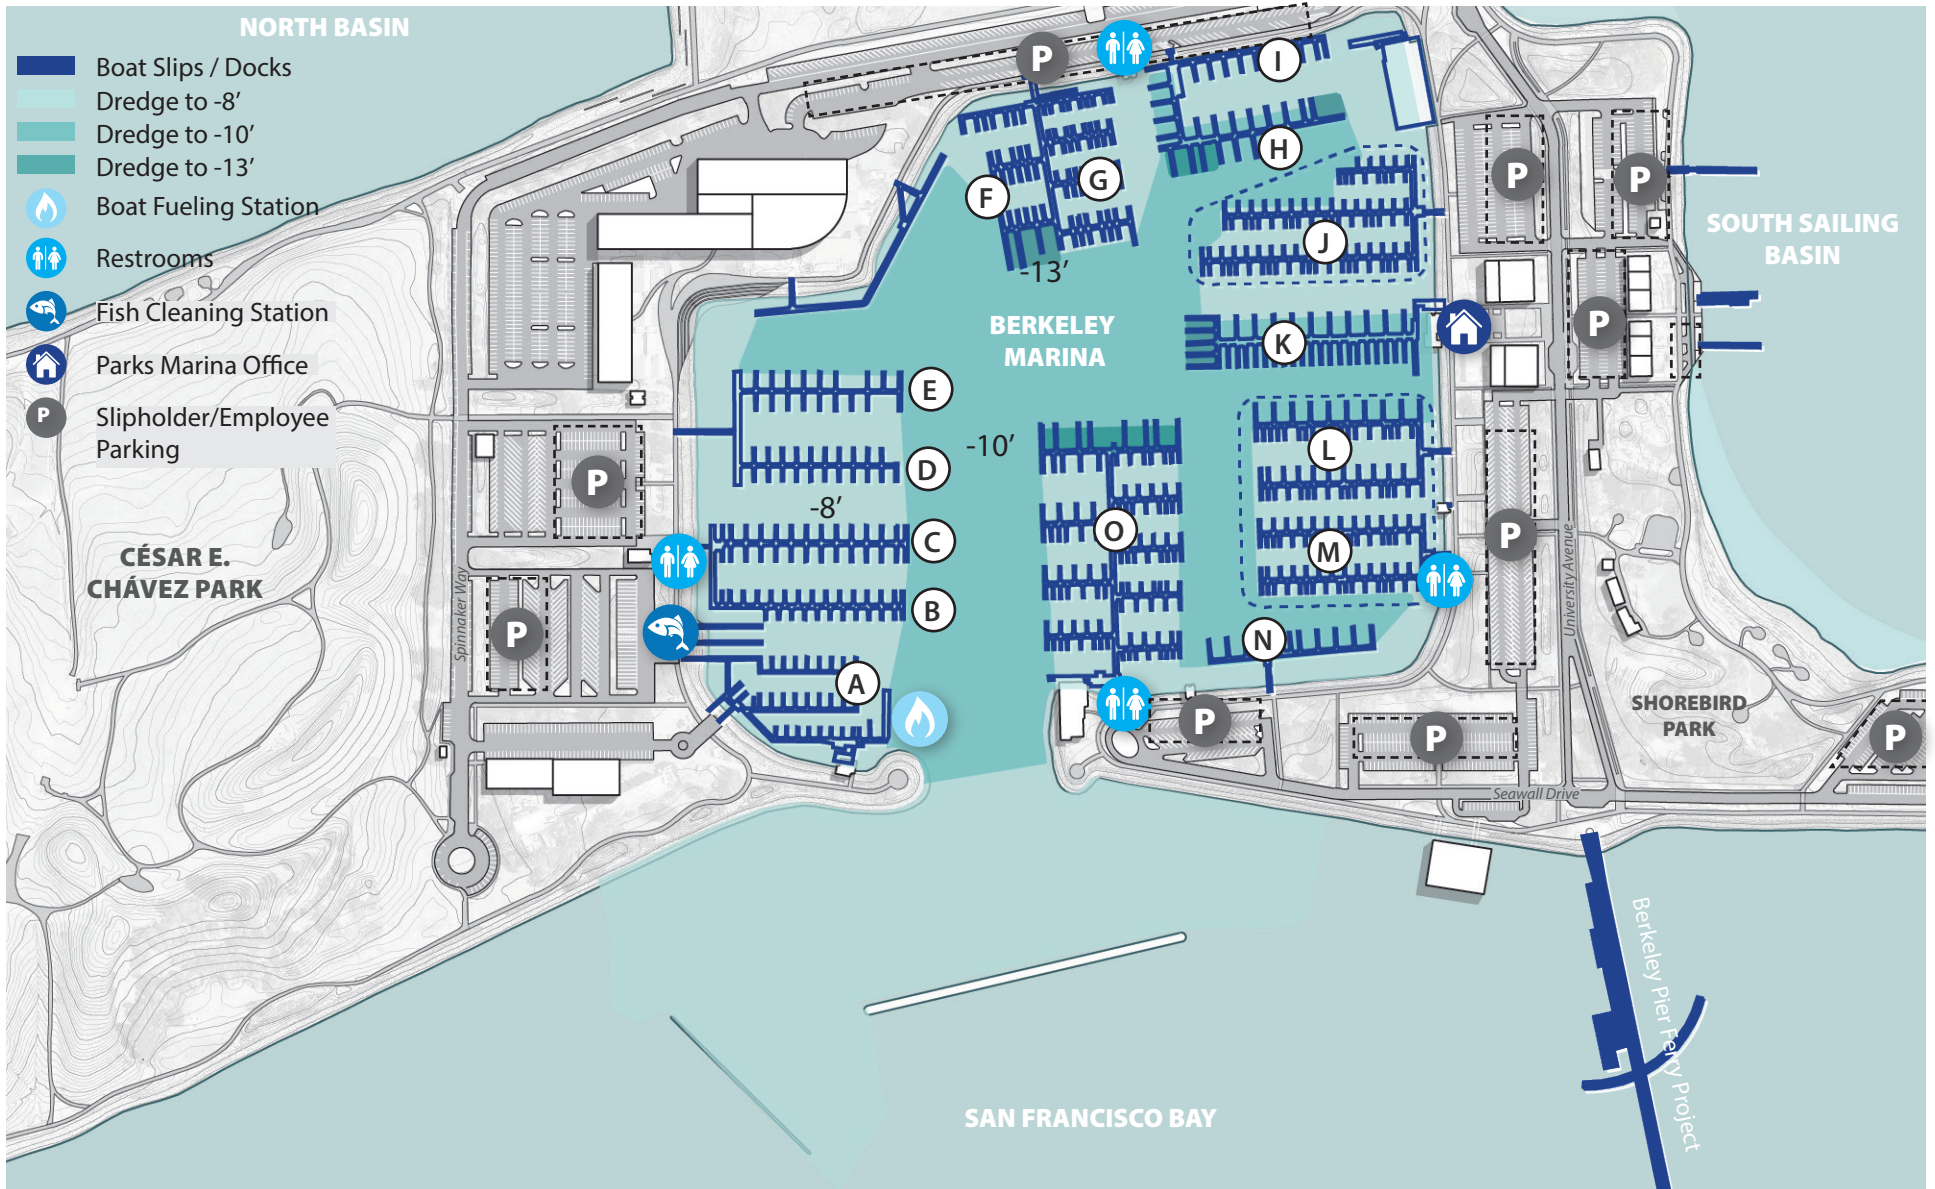 NORTH BASIN
Boat Slips / Docks
Dredge to -8’
Dredge to -10’
Dredge to -13’
Boat Fueling Station
Restrooms
Fish Cleaning Station
Parks Marina Office
P
Slipholder/Employee
Parking
P
I
H
P
P
F
G
J
-13’
SOUTH SAILING
BASIN
BERKELEY
MARINA
K
P
E
D
-10’
L
P
-8’
C
O
M
P
CÉSAR E.
CHÁVEZ PARK
Spinnaker Way
University Avenue
B
P
N
A
P
P
P
SHOREBIRD
PARK
Seawall Drive
Berkeley Pier Ferry Project
SAN FRANCISCO BAY